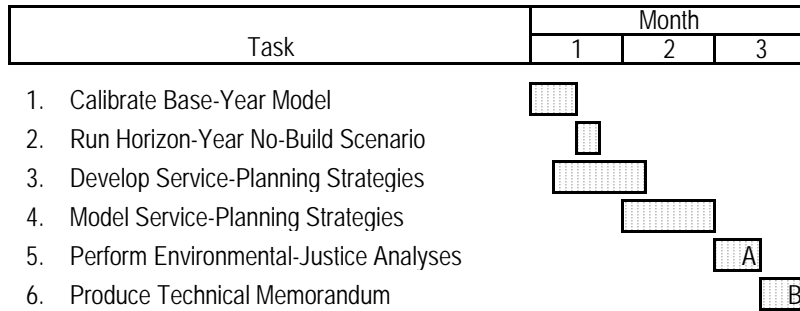 Month
Task 1 2 3
1. Calibrate Base-Year Model
2. Run Horizon-Year No-Build Scenario
3. Develop Service-Planning Strategies
4. Model Service-Planning Strategies
5. Perform Environmental-Justice Analyses A
6. Produce Technical Memorandum B